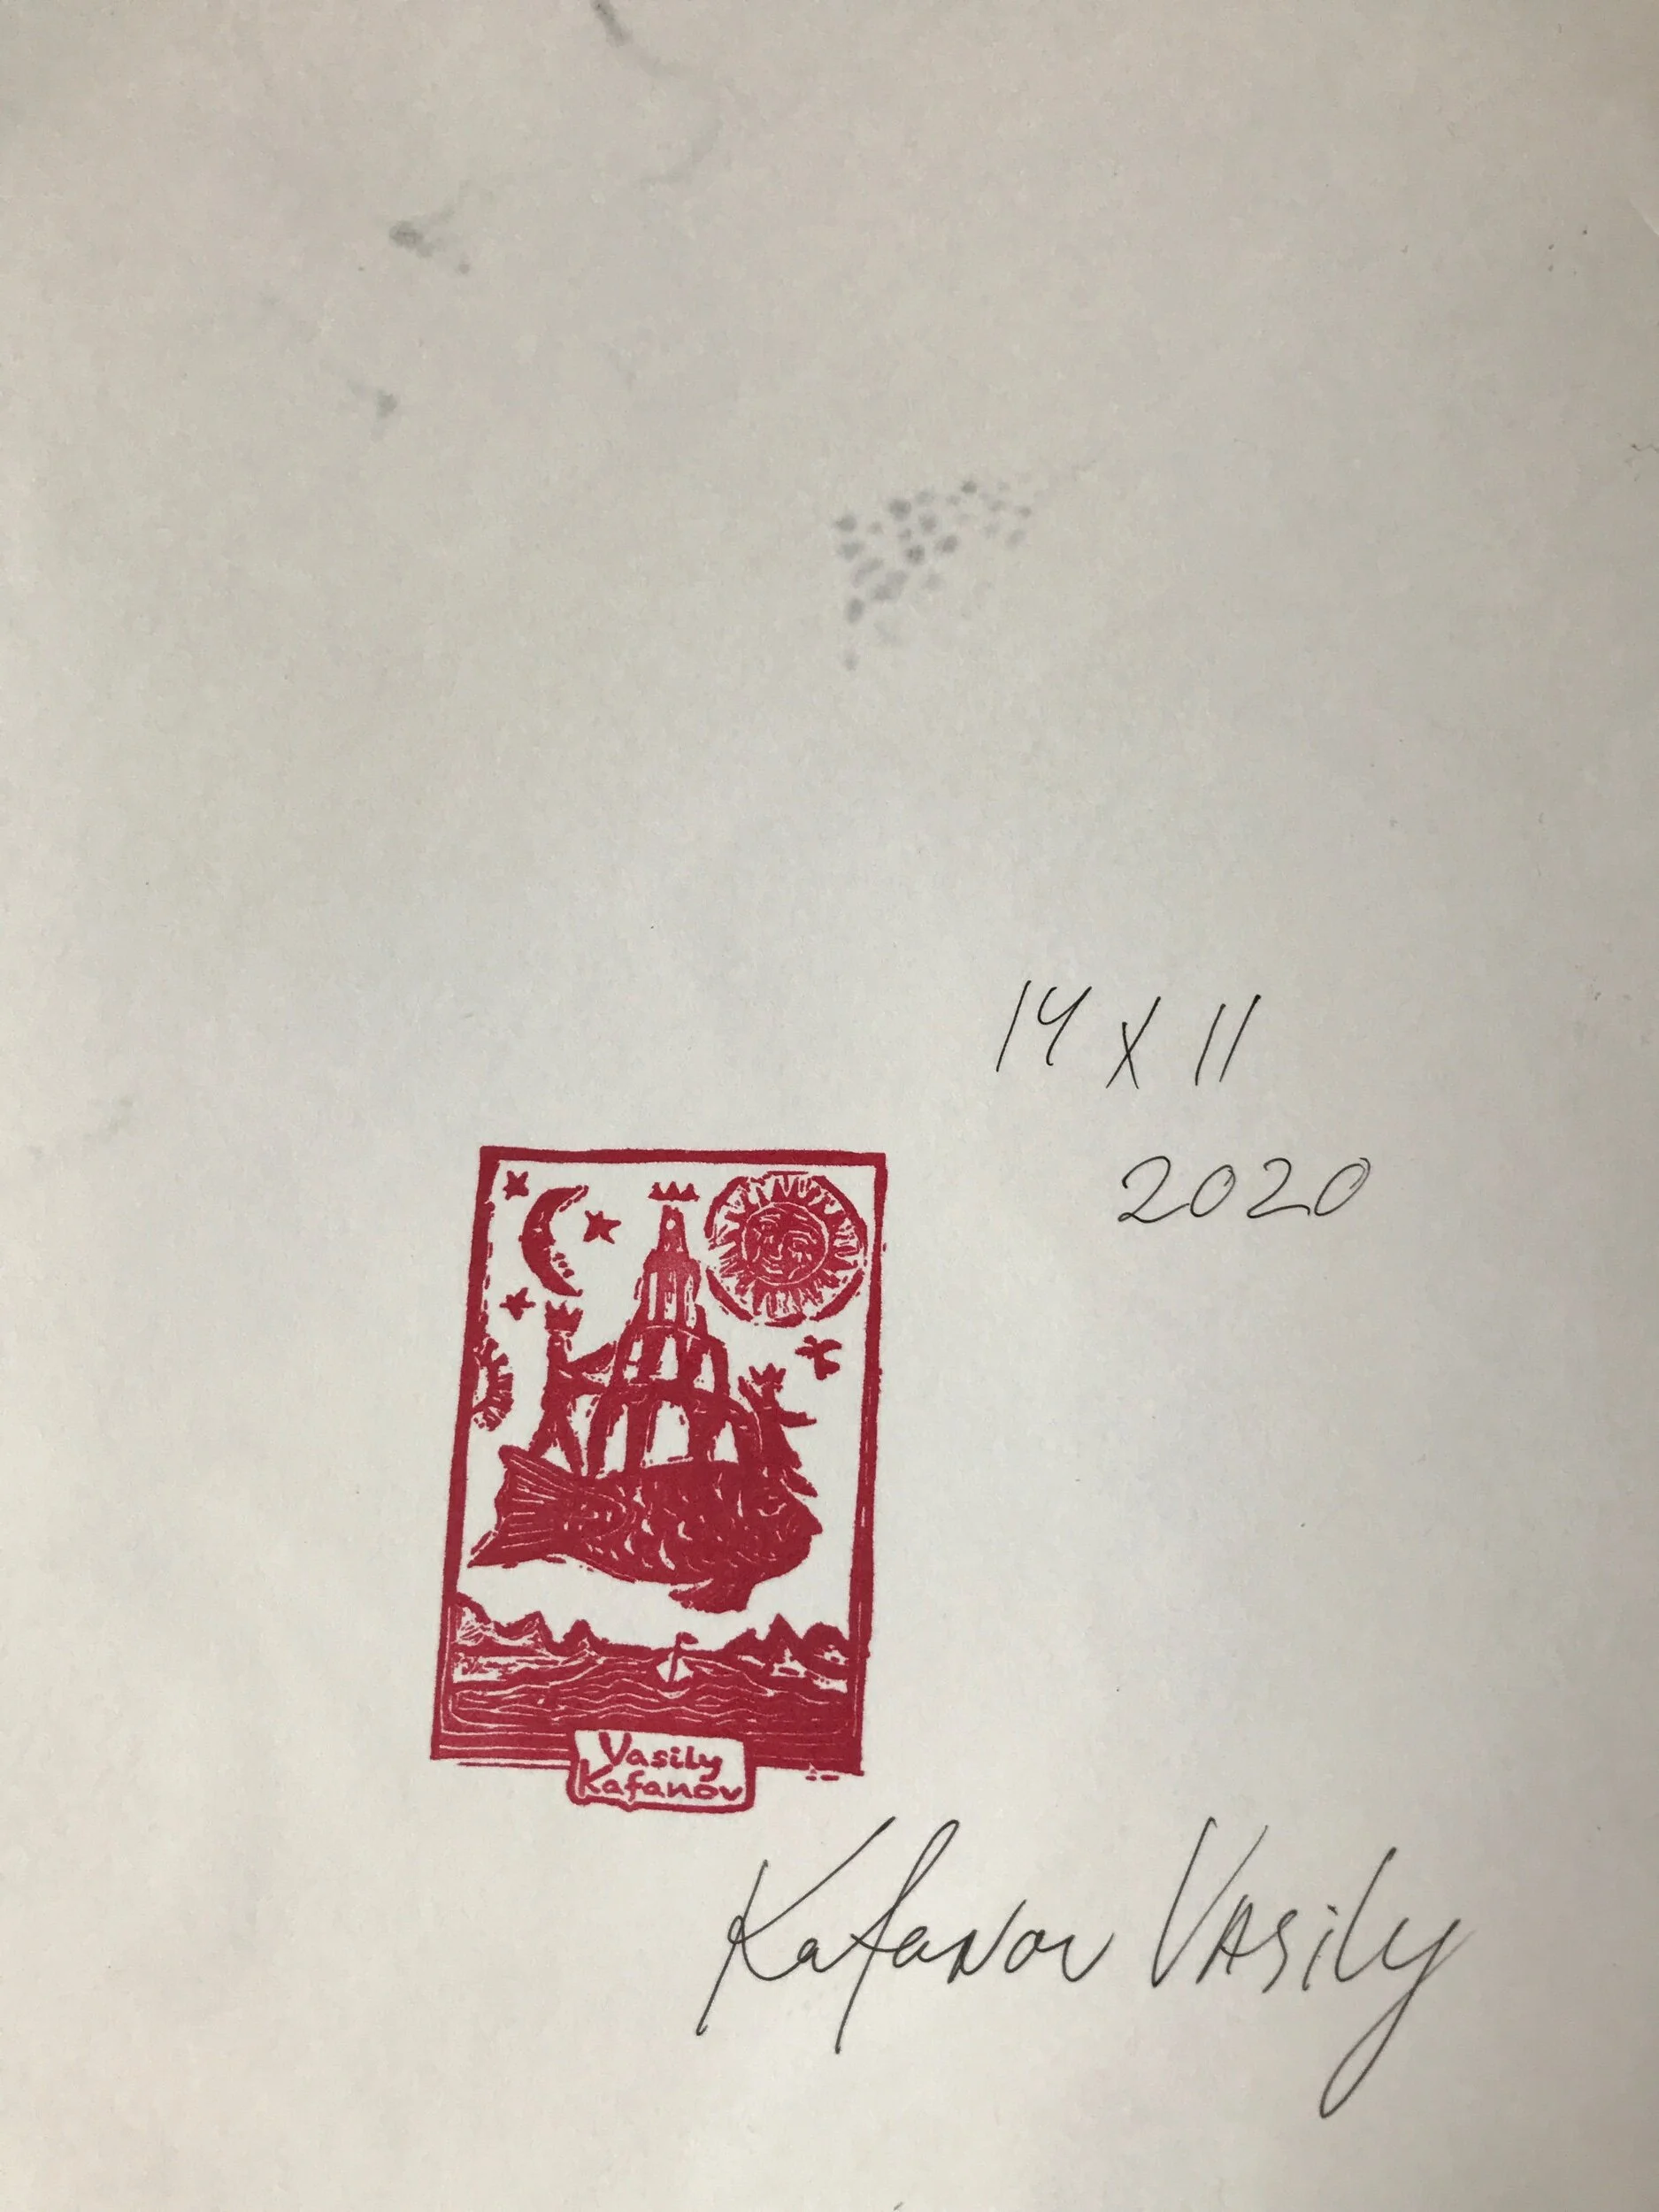 14 x 11
2020
Vasily
Kafanov
Kafanov Vasily